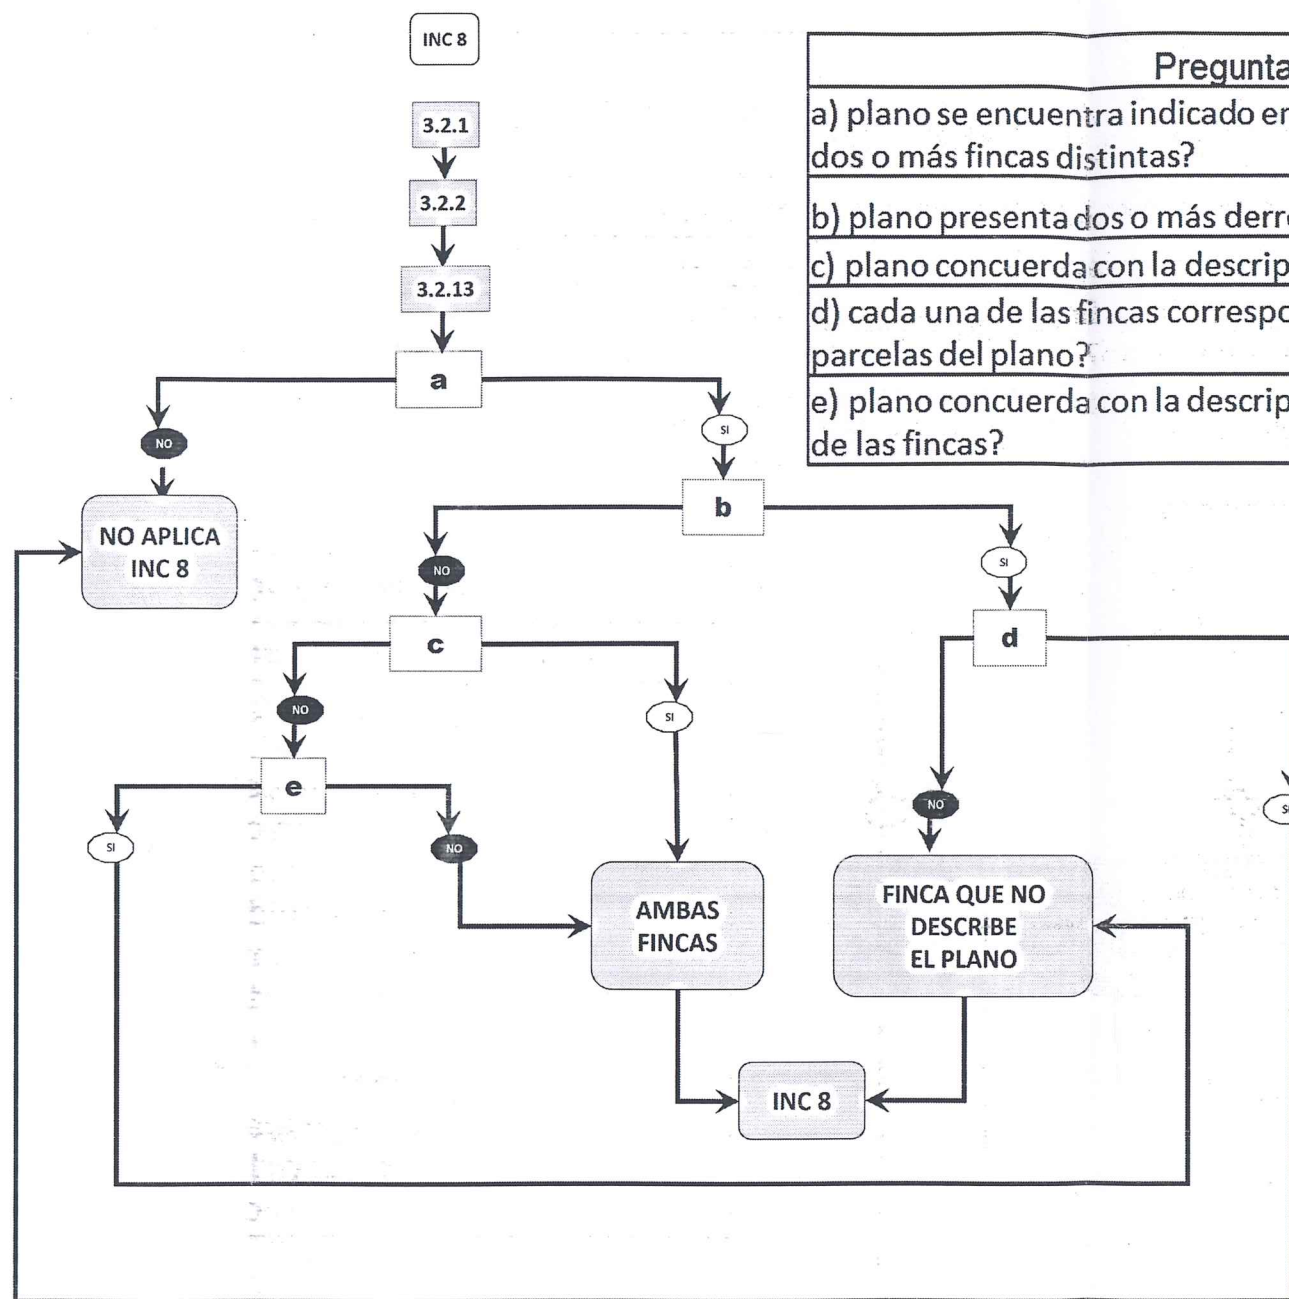 INC 8
Pregunta
a) plano se encuentra indicado en
dos o más fincas distintas?
b) plano presenta dos o más derr
c) plano concuerda con la descrip
d) cada una de las fincas correspo
parcelas del plano?
e) plano concuerda con la descrip
de las fincas?
3.2.1
3.2.2
3.2.13
a
NO
SI
NO APLICA
INC 8
b
NO
SI
c
d
NO
SI
e
SI
NO
NO
AMBAS
FINCAS
FINCA QUE NO
DESCRIBE
EL PLANO
INC 8